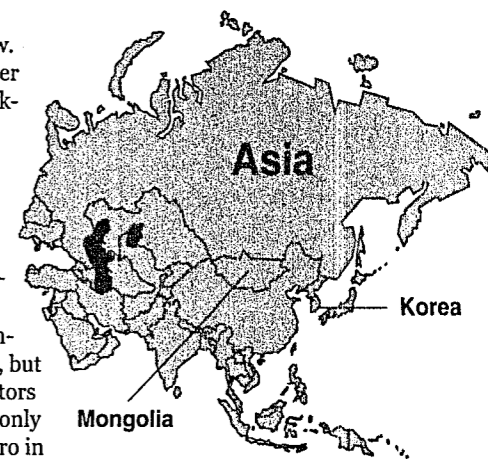 w.
er
k-
Asia
-
Korea
n-
, but
tors
only
ro in
Mongolia